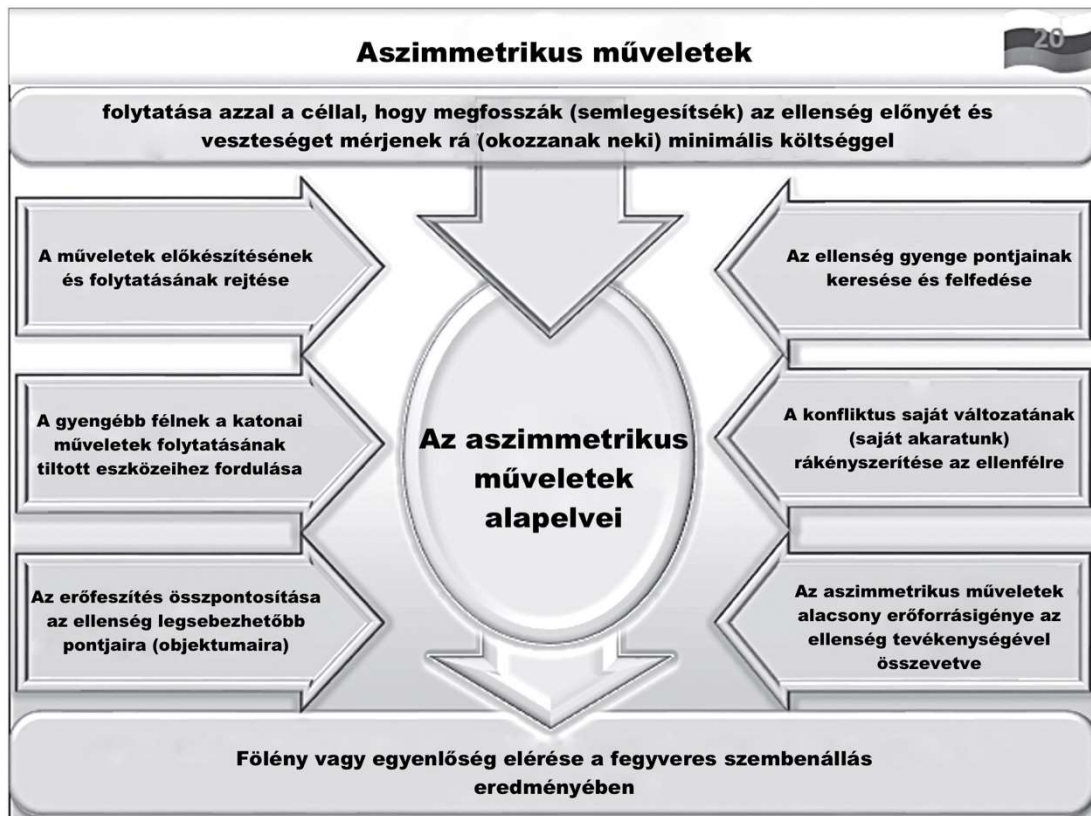 Aszimmetrikus műveletek
20
folytatása azzal a céllal, hogy megfosszák (semlegesítsék) az ellenség előnyét és
veszteséget mérjenek rá (okozzanak neki) minimális költséggel
A műveletek előkészítésének
és folytatásának rejtése
Az ellenség gyenge pontjainak
keresése és felfedése
A gyengébb félnek a katonai
műveletek folytatásának
tiltott eszközeihez fordulása
A konfliktus saját változatának
(saját akaratunk)
rákényszerítése az ellenfélre
Az aszimmetrikus
műveletek
alapelvei
Az erőfeszítés összpontosítása
az ellenség legsebezhetőbb
pontjaira (objektumaira)
Az aszimmetrikus műveletek
alacsony erőforrásigénye az
ellenség tevékenységével
összevetve
Fölény vagy egyenlőség elérése a fegyveres szembenállás
eredményében